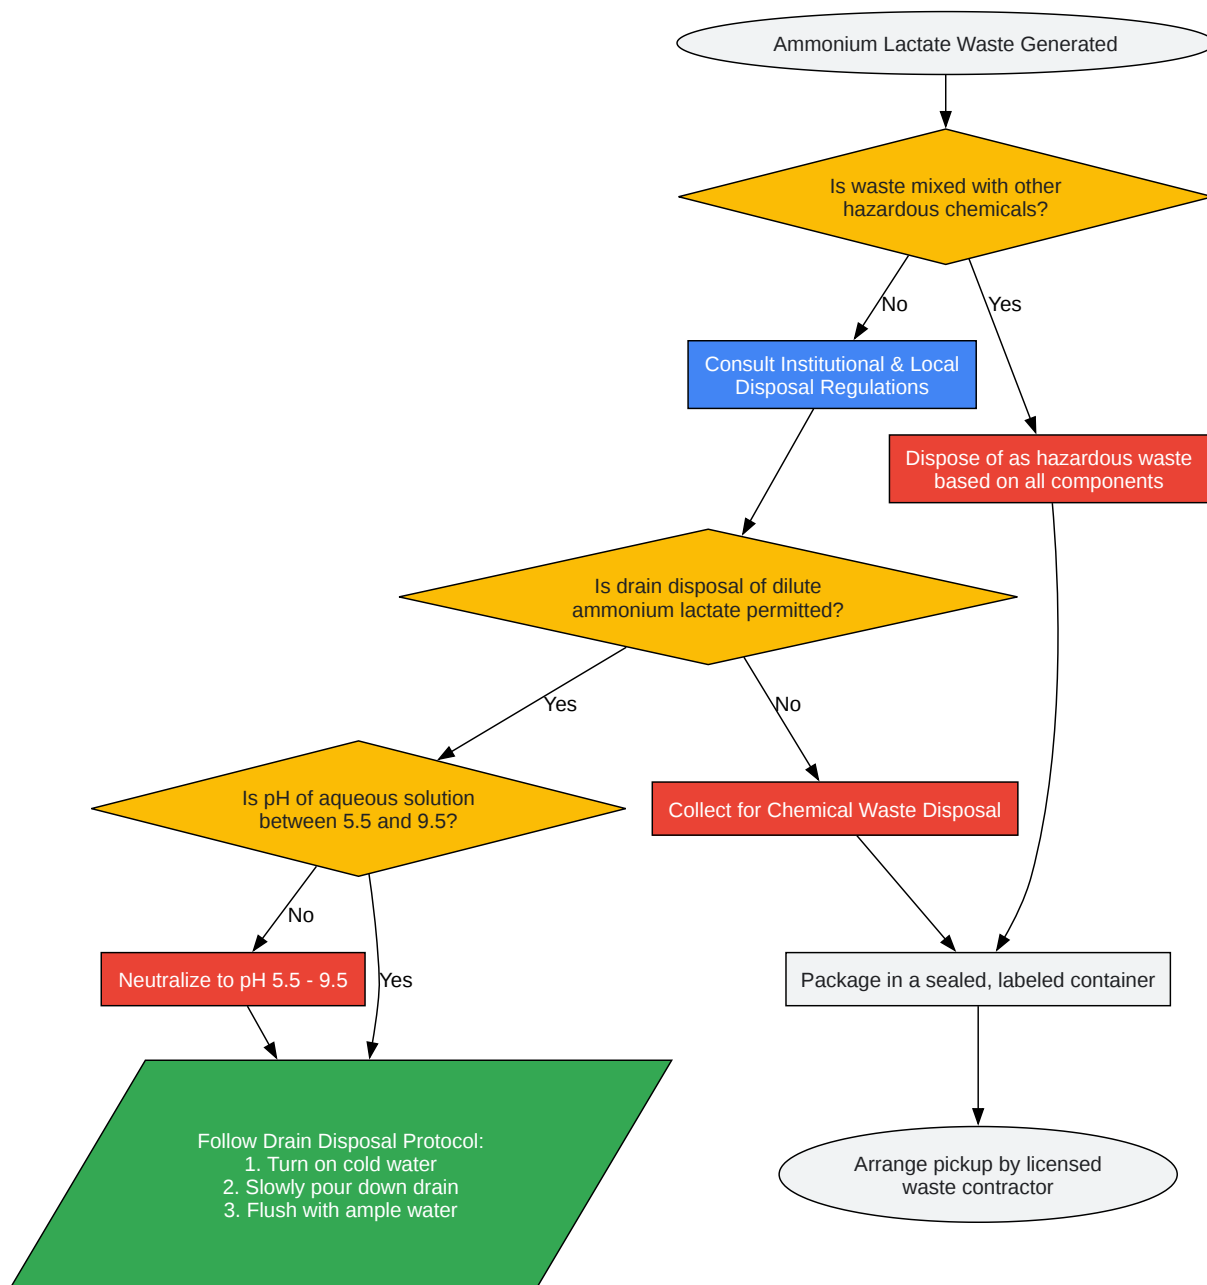 Ammonium Lactate Waste Generated
Is waste mixed with other
hazardous chemicals?
No
Yes
Consult Institutional & Local
Disposal Regulations
Dispose of as hazardous waste
based on all components
Is drain disposal of dilute
ammonium lactate permitted?
Yes
No
Is pH of aqueous solution
between 5.5 and 9.5?
Collect for Chemical Waste Disposal
No
Yes
Neutralize to pH 5.5 - 9.5
Package in a sealed, labeled container
Follow Drain Disposal Protocol:
1. Turn on cold water
2. Slowly pour down drain
3. Flush with ample water
Arrange pickup by licensed
waste contractor